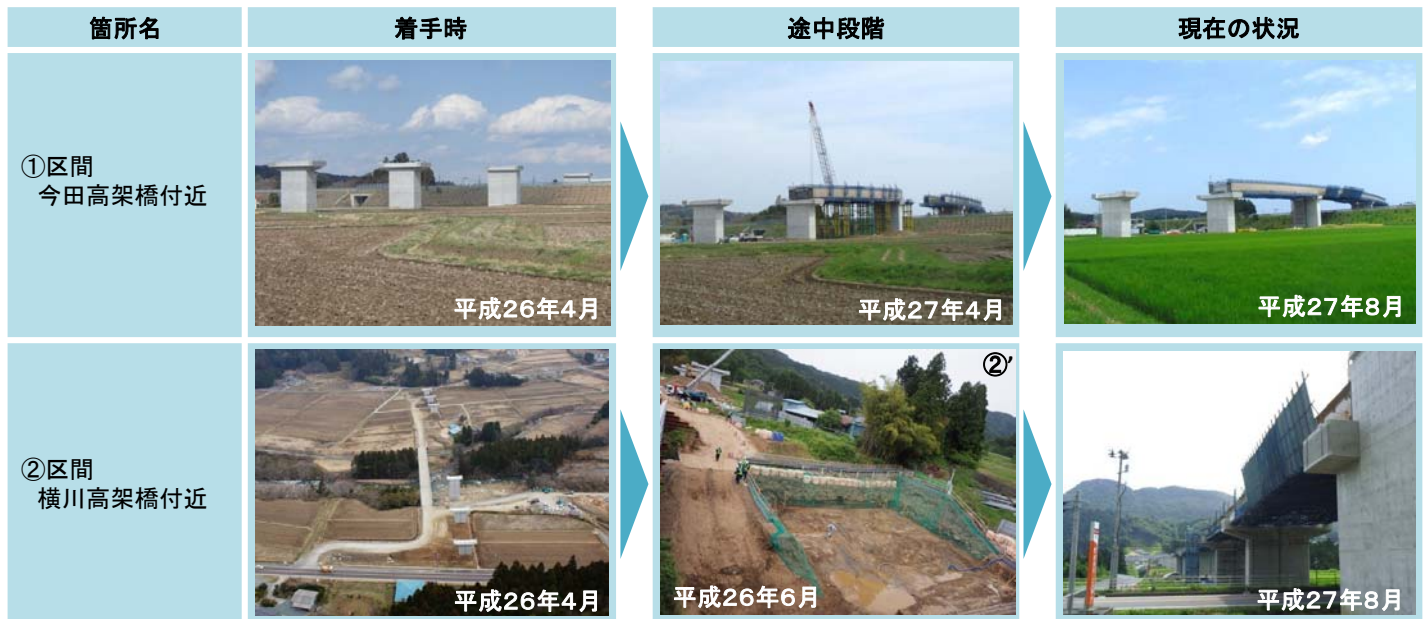 箇所名
着手時
途中段階
現在の状況
①区間
今田高架橋付近
平成26年4月
平成27年4月
平成27年8月
②区間
横川高架橋付近
平成26年4月
②'
平成26年6月
平成27年8月